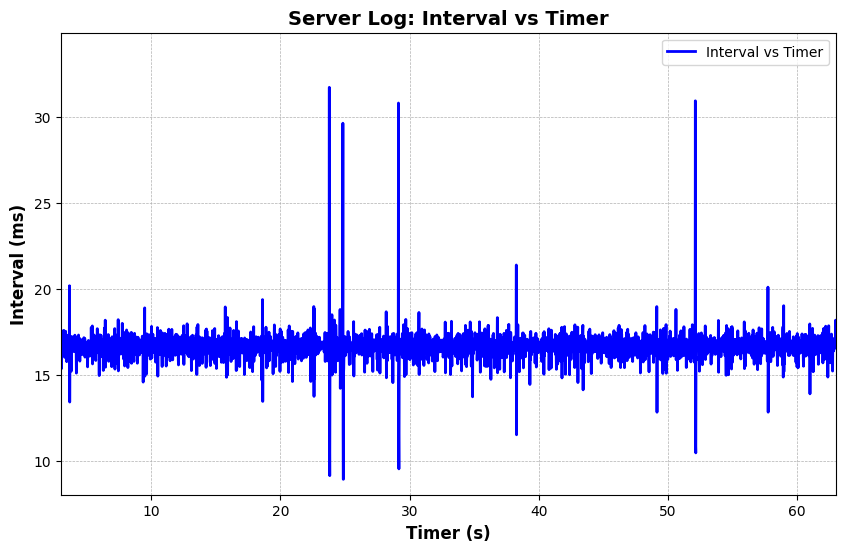 Server Log: Interval vs Timer
Interval vs Timer
30
25
20
15
10
Interval (ms)
10 20 30 40 50 60
Timer (s)